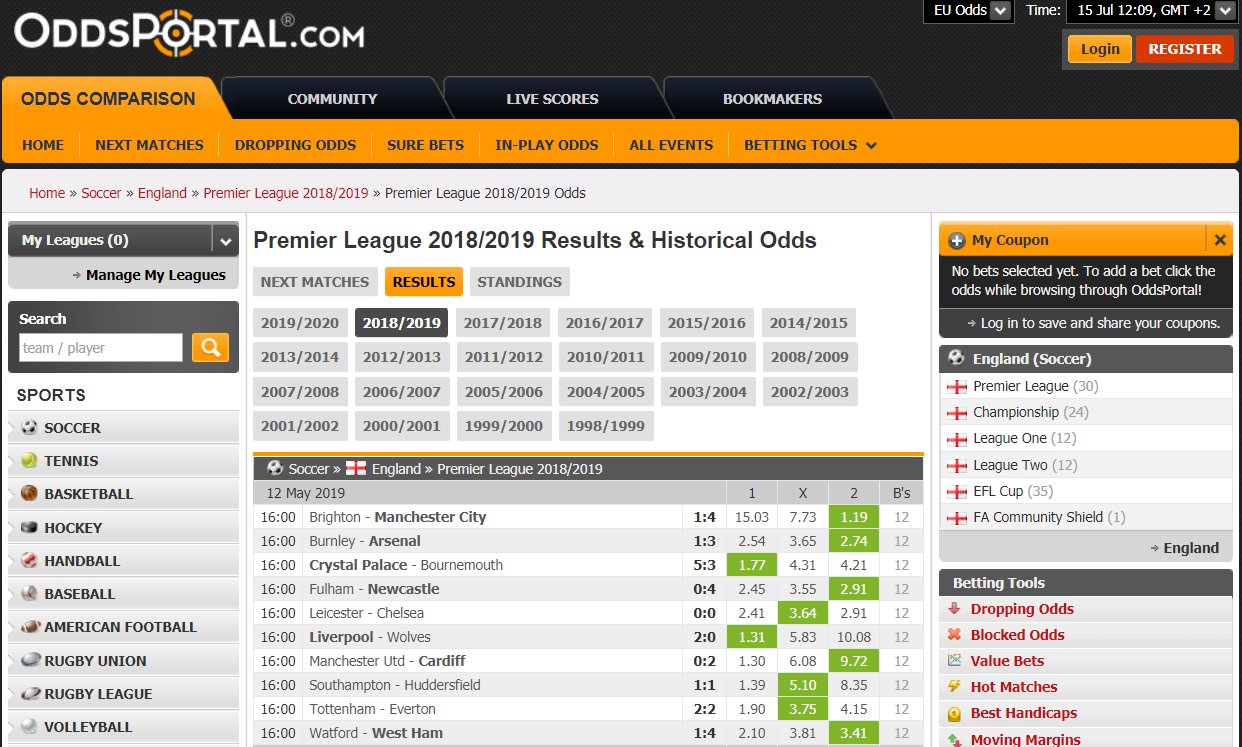 ODDSPORTAL®.COM
EU Odds Time: 15 Jul 12:09, GMT +2
Login REGISTER
ODDS COMPARISON COMMUNITY LIVE SCORES BOOKMAKERS
HOME NEXT MATCHES DROPPING ODDS SURE BETS IN-PLAY ODDS ALL EVENTS BETTING TOOLS
Home » Soccer » England » Premier League 2018/2019 » Premier League 2018/2019 Odds
My Leagues (0)
Manage My Leagues
Search
team / player
SPORTS
SOCCER
TENNIS
BASKETBALL
HOCKEY
HANDBALL
BASEBALL
AMERICAN FOOTBALL
RUGBY UNION
RUGBY LEAGUE
VOLLEYBALL
Premier League 2018/2019 Results & Historical Odds
NEXT MATCHES RESULTS STANDINGS
2019/2020 2018/2019 2017/2018 2016/2017 2015/2016 2014/2015
2013/2014 2012/2013 2011/2012 2010/2011 2009/2010 2008/2009
2007/2008 2006/2007 2005/2006 2004/2005 2003/2004 2002/2003
2001/2002 2000/2001 1999/2000 1998/1999
Soccer » England » Premier League 2018/2019
12 May 2019 1 X 2 B's
16:00 Brighton - Manchester City 1:4 15.03 7.73 1.19 12
16:00 Burnley - Arsenal 1:3 2.54 3.65 2.74 12
16:00 Crystal Palace - Bournemouth 5:3 1.77 4.31 4.21 12
16:00 Fulham - Newcastle 0:4 2.45 3.55 2.91 12
16:00 Leicester - Chelsea 0:0 2.41 3.64 2.91 12
16:00 Liverpool - Wolves 2:0 1.31 5.83 10.08 12
16:00 Manchester Utd - Cardiff 0:2 1.30 6.08 9.72 12
16:00 Southampton - Huddersfield 1:1 1.39 5.10 8.35 12
16:00 Tottenham - Everton 2:2 1.90 3.75 4.15 12
16:00 Watford - West Ham 1:4 2.10 3.81 3.41 12
My Coupon
No bets selected yet. To add a bet click the
odds while browsing through OddsPortal!
Log in to save and share your coupons.
England (Soccer)
Premier League (30)
Championship (24)
League One (12)
League Two (12)
EFL Cup (35)
FA Community Shield (1)
England
Betting Tools
Dropping Odds
Blocked Odds
Value Bets
Hot Matches
Best Handicaps
Moving Margins